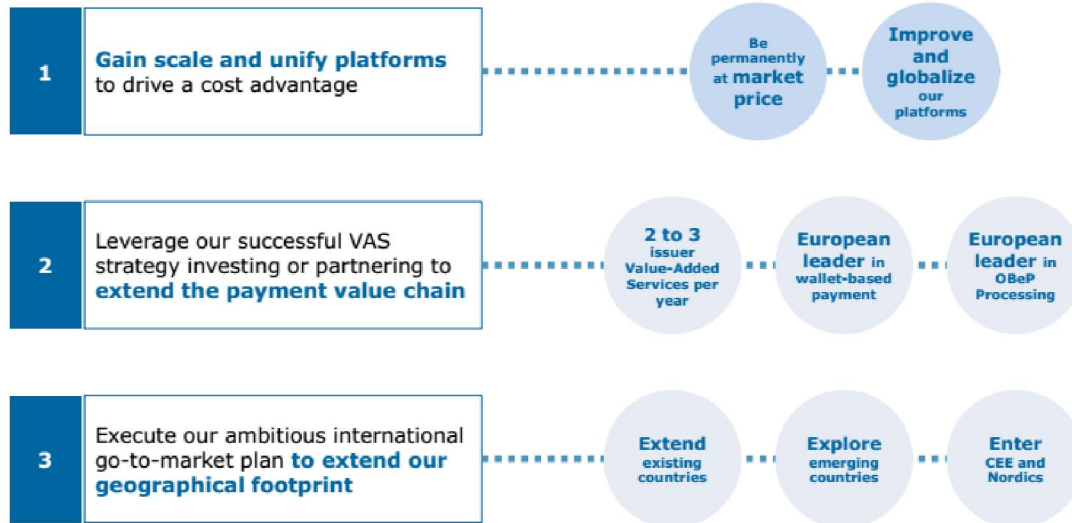 1
Gain scale and unify platforms
to drive a cost advantage
Be
permanently
at market
price
Improve
and
globalize
our
platforms
2
Leverage our successful VAS
strategy investing or partnering to
extend the payment value chain
2 to 3
issuer
Value-Added
Services per
year
European
leader in
wallet-based
payment
European
leader in
OBeP
Processing
3
Execute our ambitious international
go-to-market plan to extend our
geographical footprint
Extend
existing
countries
Explore
emerging
countries
Enter
CEE and
Nordics